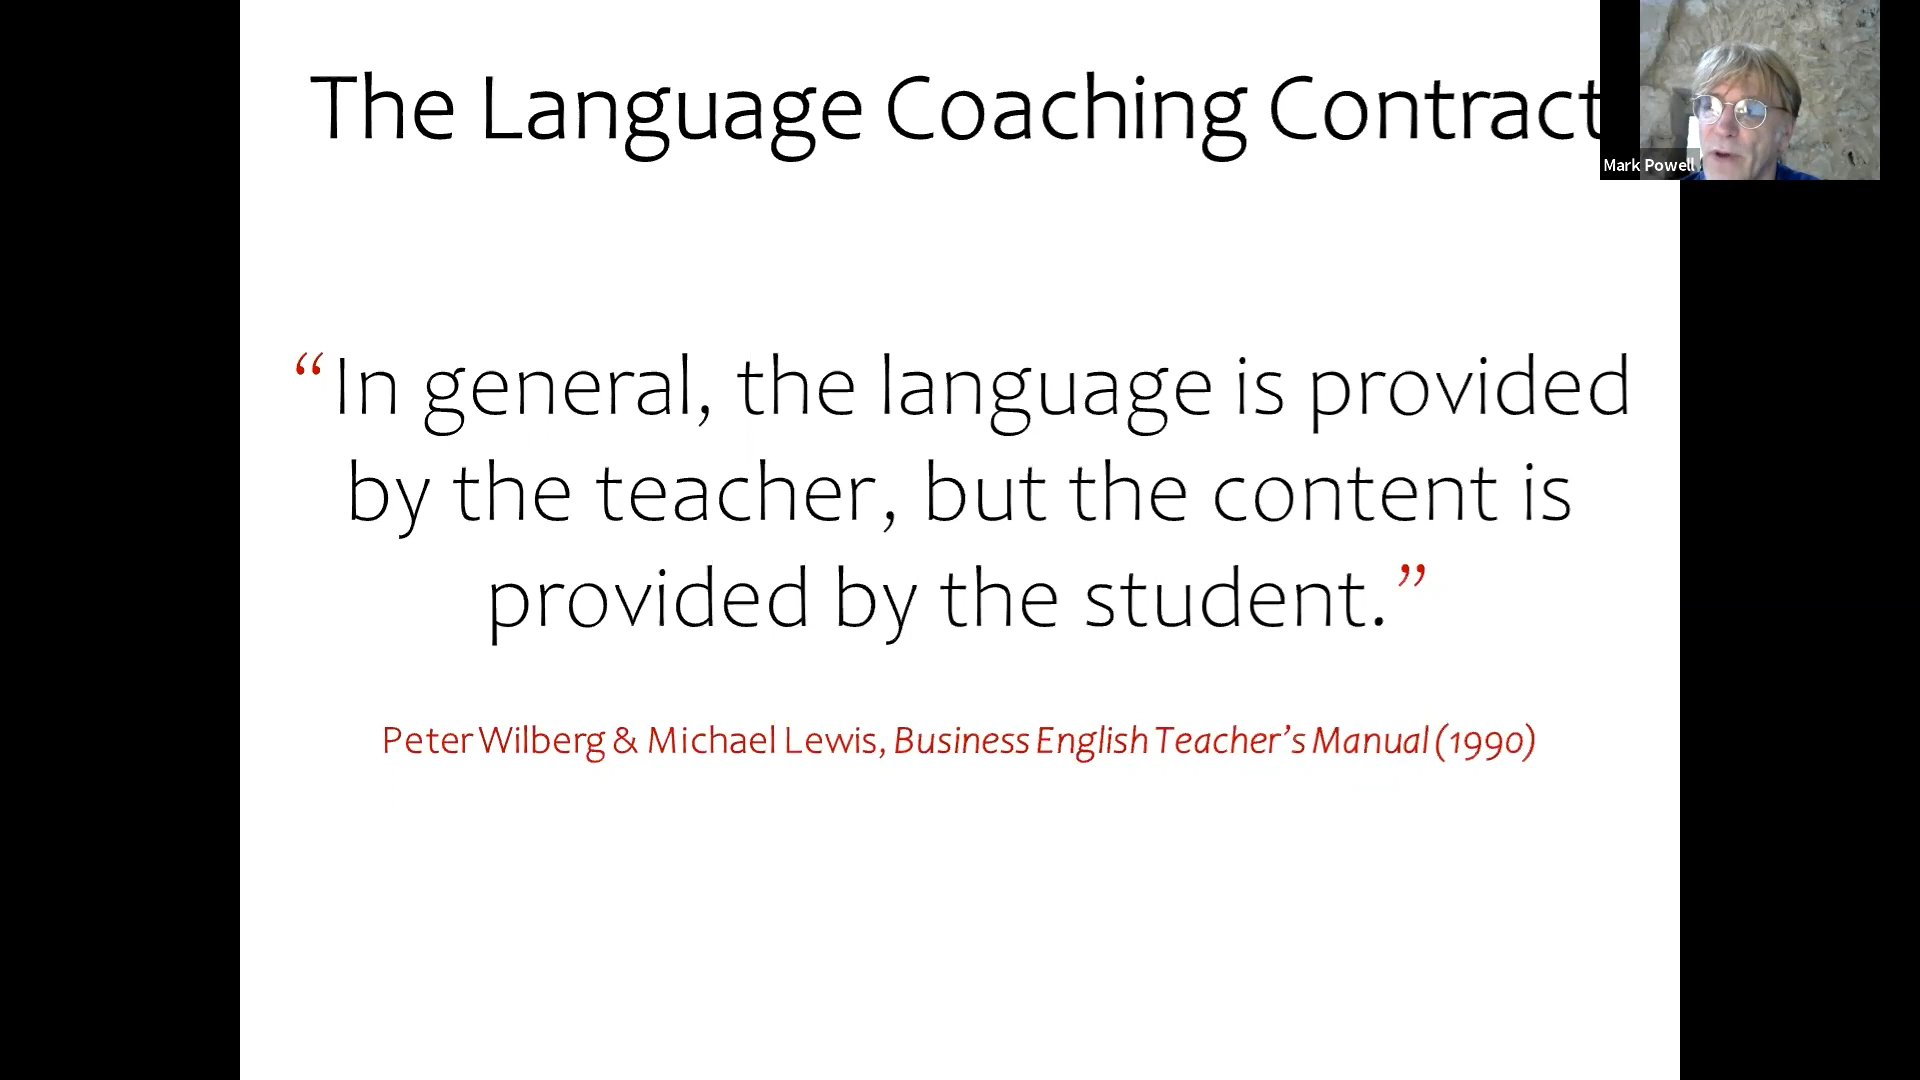 The Language Coaching Contract
Mark Powell
“In general, the language is provided
by the teacher, but the content is
provided by the student.”
Peter Wilberg & Michael Lewis, Business English Teacher’s Manual (1990)